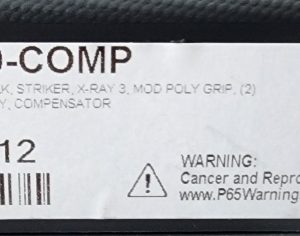 -COMP
K, STRIKER, X-RAY 3, MOD POLY GRIP, (2)
Y, COMPENSATOR
12
WARNING:
Cancer and Repro
www.P65Warning